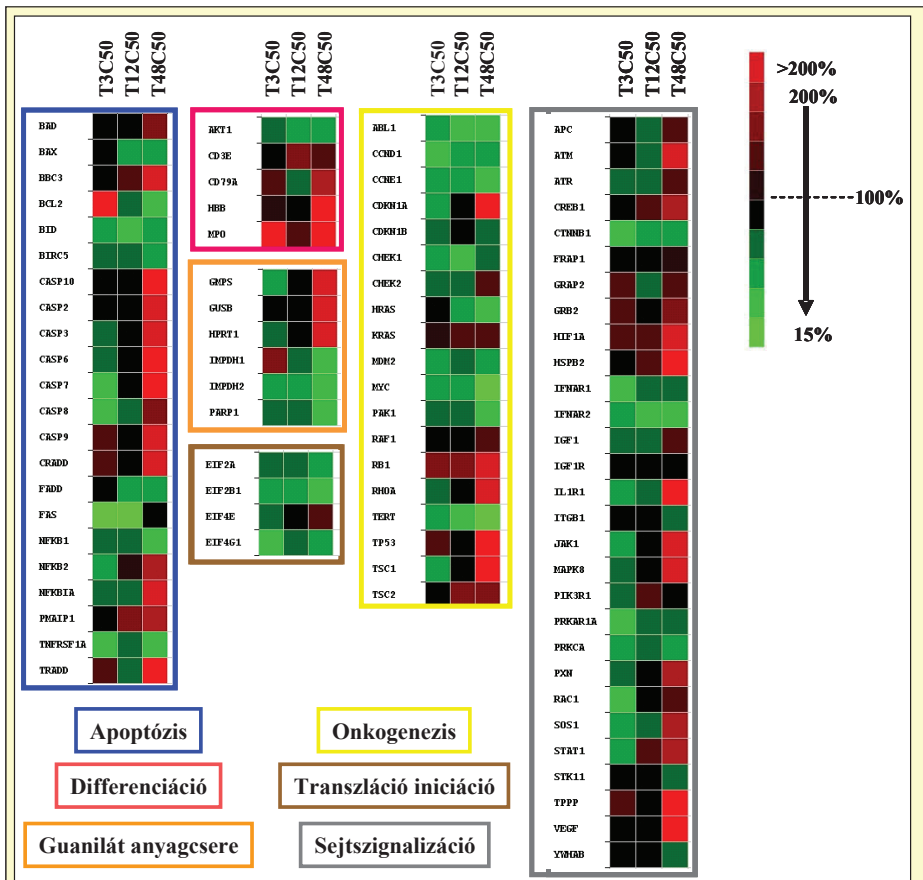 T3C50
T12C50
T48C50
BAD
BAX
BBC3
BCL2
BID
BIRC5
CASP10
CASP2
CASP3
CASP6
CASP7
CASP8
CASP9
CRADD
FADD
FAS
NFKB1
NFKB2
NFKBIA
PMAIP1
TNFRSF1A
TRADD
T3C50
T12C50
T48C50
AKT1
CD3E
CD79A
HBB
MPO
GMPS
GUSB
HPRT1
IMPDH1
IMPDH2
PARP1
EIF2A
EIF2B1
EIF4E
EIF4G1
T3C50
T12C50
T48C50
ABL1
CCND1
CCNE1
CDKN1A
CDKN1B
CHEK1
CHEK2
HRAS
KRAS
MDM2
MYC
PAK1
RAF1
RB1
RHOA
TERT
TP53
TSC1
TSC2
T3C50
T12C50
T48C50
APC
ATM
ATR
CREB1
CTNNB1
FRAP1
GRAP2
GRB2
HIF1A
HSPB2
IFNAR1
IFNAR2
IGF1
IGF1R
IL1R1
ITGB1
JAK1
MAPK8
PIK3R1
PRKAR1A
PRKCA
PXN
RAC1
SOS1
STAT1
STK11
TPPP
VEGF
YWHAB
>200%
200%
100%
15%
Apoptózis
Differenciáció
Guanilát anyagcsere
Onkogenezis
Transzláció iniciáció
Sejtszignalizáció